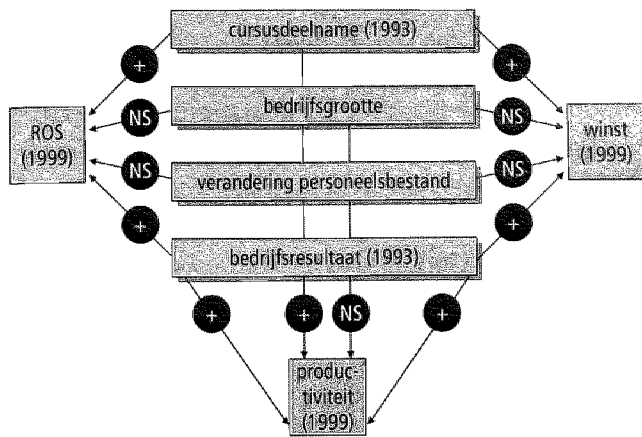 cursusdeelname (1993)
+
+
bedrijfsgrootte
NS
NS
ROS
(1999)
winst
(1999)
verandering personeelsbestand
NS
NS
+
+
bedrijfsresultaat (1993)
+
+
NS
+
produc-
tiviteit
(1999)